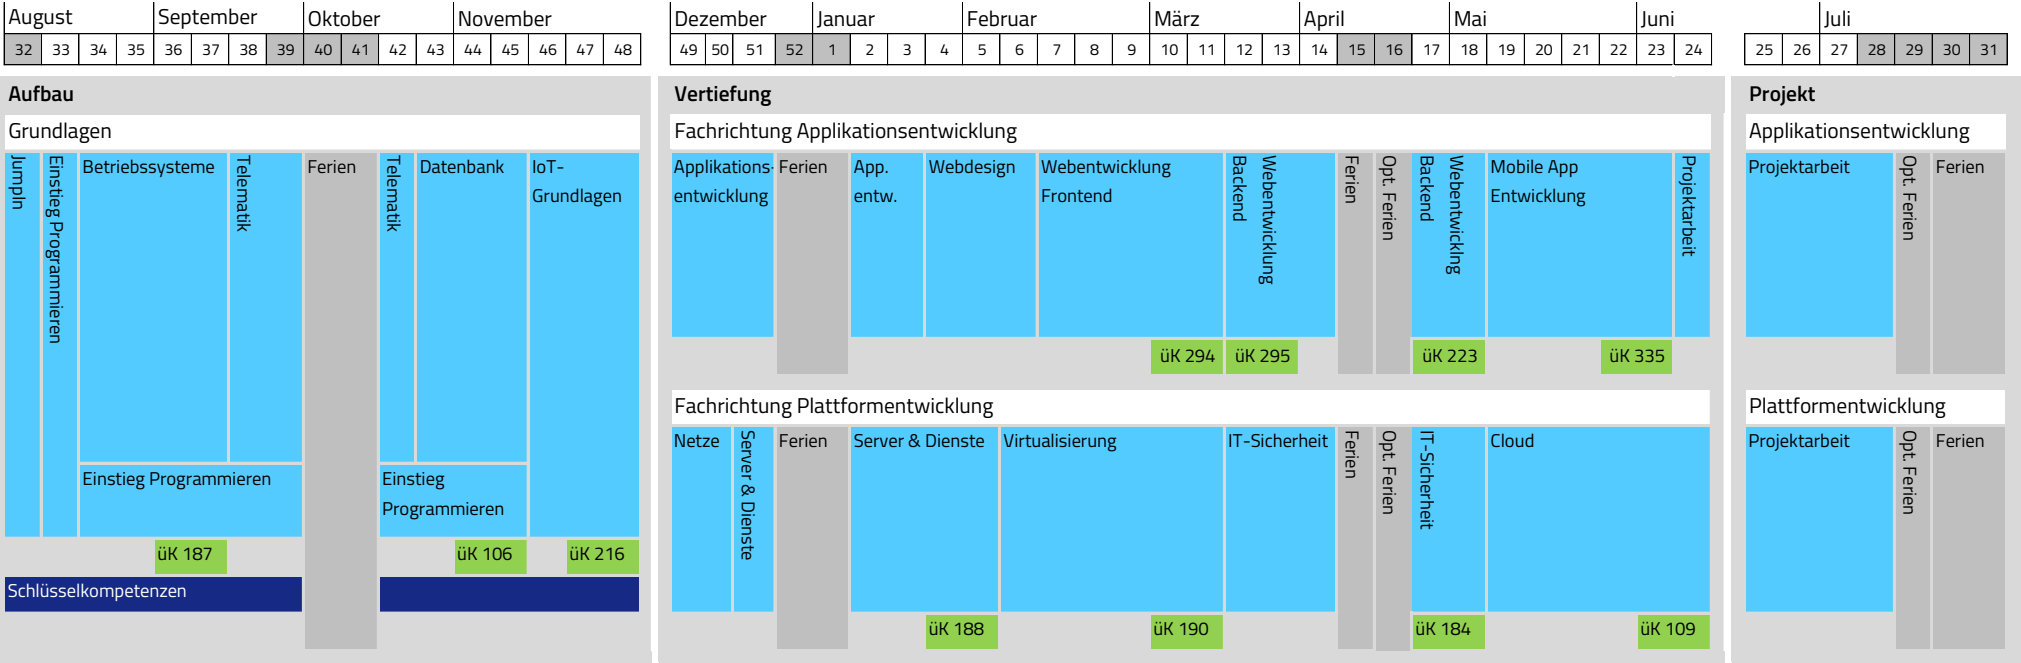 August September Oktober November Dezember Januar Februar März April Mai Juni Juli
32 33 34 35 36 37 38 39 40 41 42 43 44 45 46 47 48 49 50 51 52 1 2 3 4 5 6 7 8 9 10 11 12 13 14 15 16 17 18 19 20 21 22 23 24 25 26 27 28 29 30 31
Aufbau
Grundlagen
JumpIn
Einstieg Programmieren
Betriebssysteme
Telematik
Ferien
Telematik
Datenbank
IoT-
Grundlagen
Einstieg Programmieren
Einstieg
Programmieren
üK 187
üK 106
üK 216
Schlüsselkompetenzen
Vertiefung
Fachrichtung Applikationsentwicklung
Applikations-
entwicklung
Ferien
App.
entw.
Webdesign
Webentwicklung
Frontend
Webentwicklung
Backend
Ferien
Opt. Ferien
Webentwicklng
Backend
Mobile App
Entwicklung
Projektarbeit
üK 294
üK 295
üK 223
üK 335
Fachrichtung Plattformentwicklung
Netze
Server & Dienste
Ferien
Server & Dienste
Virtualisierung
IT-Sicherheit
Ferien
Opt. Ferien
IT-Sicherheit
Cloud
üK 188
üK 190
üK 184
üK 109
Projekt
Applikationsentwicklung
Projektarbeit
Opt. Ferien
Ferien
Plattformentwicklung
Projektarbeit
Opt. Ferien
Ferien